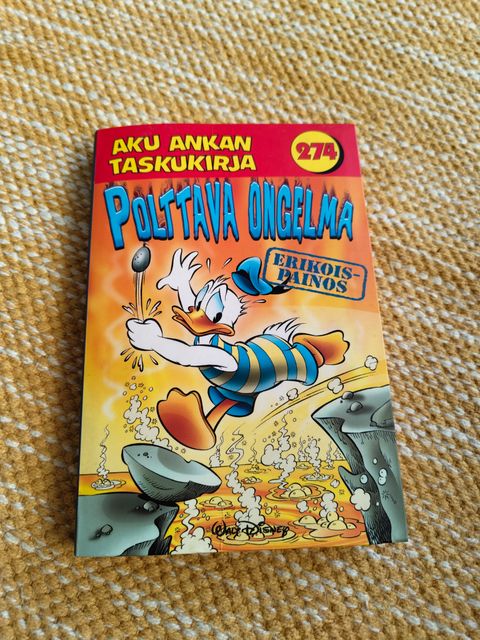 AKU ANKAN
TASKUKIRJA
274
POLTTAVA ONGELMA
ERIKOIS-
PAINOS
WALT DISNEY